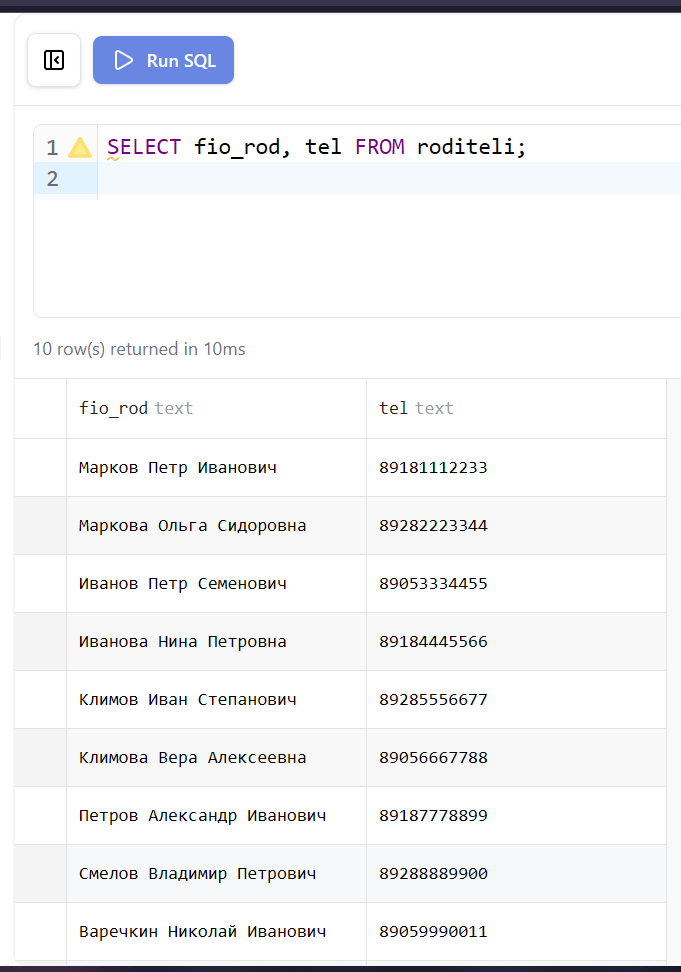 Run SQL
1 SELECT fio_rod, tel FROM roditeli;
2
10 row(s) returned in 10ms
fio_rod text tel text
Марков Петр Иванович 89181112233
Маркова Ольга Сидоровна 89282223344
Иванов Петр Семенович 89053334455
Иванова Нина Петровна 89184445566
Климов Иван Степанович 89285556677
Климова Вера Алексеевна 89056667788
Петров Александр Иванович 89187778899
Смелов Владимир Петрович 89288889900
Варечкин Николай Иванович 89059990011